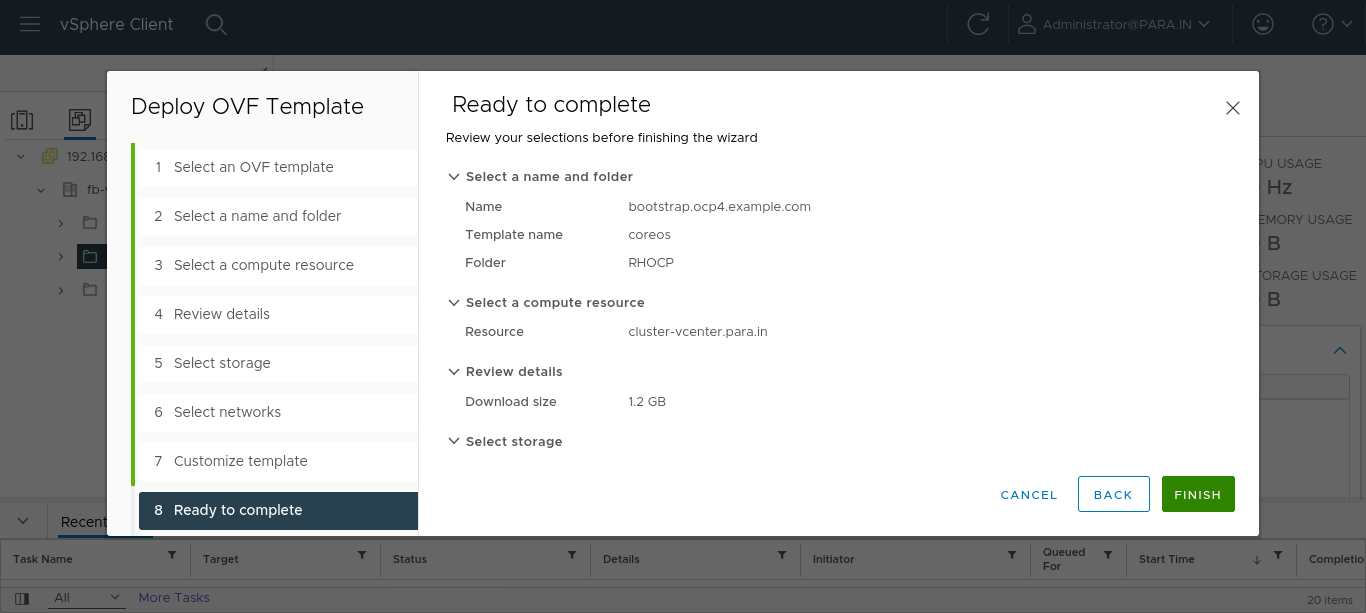 vSphere Client
Administrator@PARA.IN
192.168
fb-
Deploy OVF Template
1 Select an OVF template
2 Select a name and folder
3 Select a compute resource
4 Review details
5 Select storage
6 Select networks
7 Customize template
8 Ready to complete
Ready to complete
Review your selections before finishing the wizard
Select a name and folder
Name bootstrap.ocp4.example.com
Template name coreos
Folder RHOCP
Select a compute resource
Resource cluster-vcenter.para.in
Review details
Download size 1.2 GB
Select storage
CANCEL BACK FINISH
PU USAGE
Hz
EMORY USAGE
B
TORAGE USAGE
B
Recent
Task Name Target Status Details Initiator Queued For Start Time Completio
All More Tasks 20 items